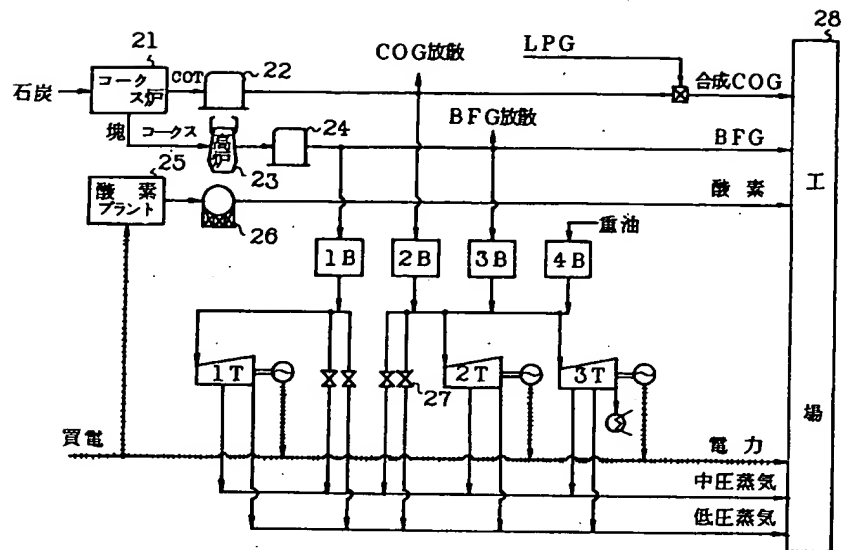 28
21
COG放散
LPG
22
コーク
ス炉
COT
石炭
合成COG
塊
コークス
24
BFG放散
BFG
高炉
25
23
工
酸素
プラント
酸素
26
重油
1B
2B
3B
4B
1T
27
2T
3T
場
買電
電力
中圧蒸気
低圧蒸気